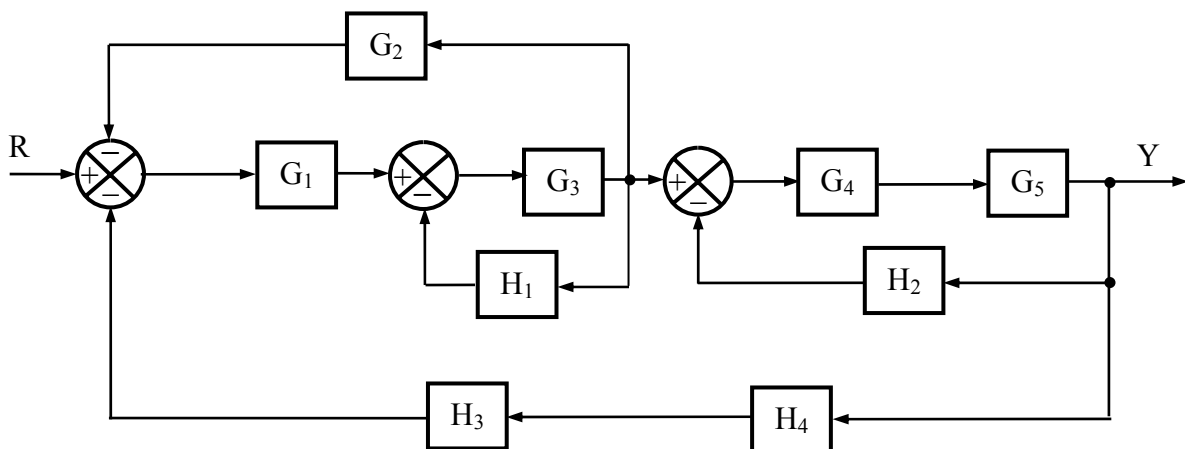 G₂
R
Y
+
−
−
G₁
+
−
G₃
+
−
G₄
G₅
H₁
H₂
H₃
H₄